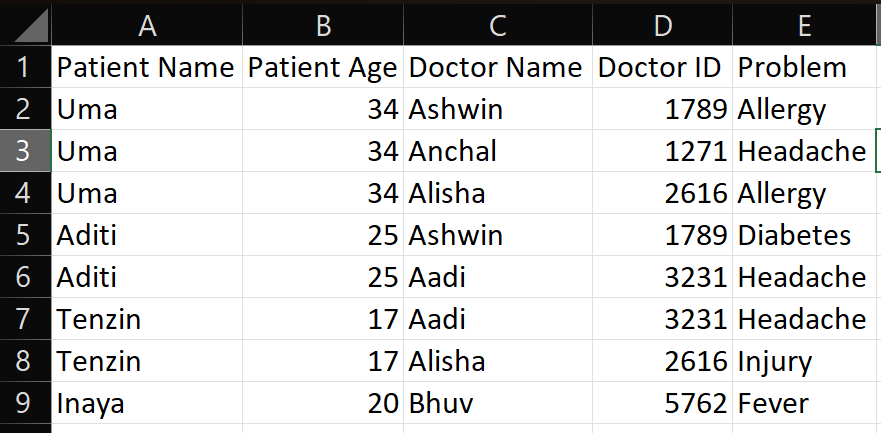 A B C D E
1 Patient Name Patient Age Doctor Name Doctor ID Problem
2 Uma 34 Ashwin 1789 Allergy
3 Uma 34 Anchal 1271 Headache
4 Uma 34 Alisha 2616 Allergy
5 Aditi 25 Ashwin 1789 Diabetes
6 Aditi 25 Aadi 3231 Headache
7 Tenzin 17 Aadi 3231 Headache
8 Tenzin 17 Alisha 2616 Injury
9 Inaya 20 Bhuv 5762 Fever